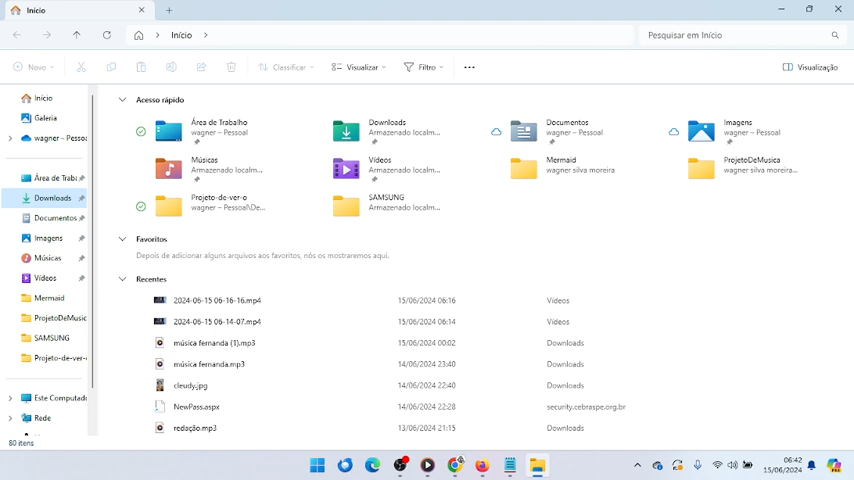 Início
Início
Pesquisar em Início
Novo
Classificar
Visualizar
Filtro
Visualização
Início
Galeria
wagner – Pessoa
Área de Traba
Downloads
Documentos
Imagens
Músicas
Vídeos
Mermaid
ProjetoDeMusic
SAMSUNG
Projeto-de-ver-o
Este Computado
Rede
Acesso rápido
Área de Trabalho
wagner – Pessoal
Downloads
Armazenado localm...
Documentos
wagner – Pessoal
Imagens
wagner – Pessoal
Músicas
Armazenado localm...
Vídeos
Armazenado localm...
Mermaid
wagner silva moreira
ProjetoDeMusica
wagner silva moreira...
Projeto-de-ver-o
wagner – Pessoal\De...
SAMSUNG
Armazenado localm...
Favoritos
Depois de adicionar alguns arquivos aos favoritos, nós os mostraremos aqui.
Recentes
2024-06-15 06-16-16.mp4 15/06/2024 06:16 Vídeos
2024-06-15 06-14-07.mp4 15/06/2024 06:14 Vídeos
música fernanda (1).mp3 15/06/2024 00:02 Downloads
música fernanda.mp3 14/06/2024 23:40 Downloads
cleudy.jpg 14/06/2024 22:40 Downloads
NewPass.aspx 14/06/2024 22:28 security.cebraspe.org.br
redação.mp3 13/06/2024 21:15 Downloads
80 itens
06:42
15/06/2024